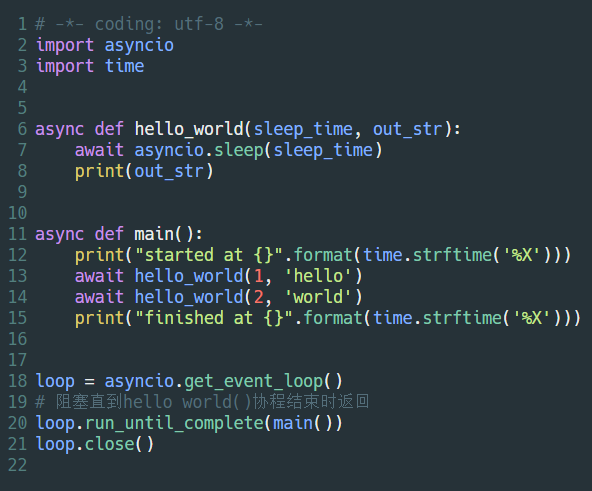 1 # -*- coding: utf-8 -*-
2 import asyncio
3 import time
4
5
6 async def hello_world(sleep_time, out_str):
7     await asyncio.sleep(sleep_time)
8     print(out_str)
9
10
11 async def main():
12     print("started at {}".format(time.strftime('%X')))
13     await hello_world(1, 'hello')
14     await hello_world(2, 'world')
15     print("finished at {}".format(time.strftime('%X')))
16
17
18 loop = asyncio.get_event_loop()
19 # 阻塞直到hello world()协程结束时返回
20 loop.run_until_complete(main())
21 loop.close()
22